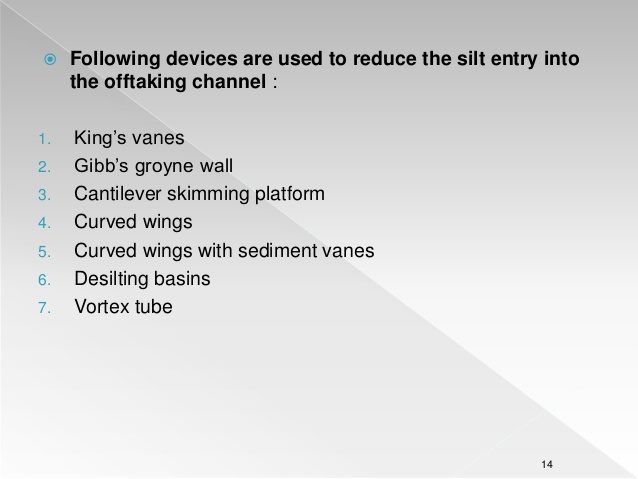 Following devices are used to reduce the silt entry into
the offtaking channel :
1. King’s vanes
2. Gibb’s groyne wall
3. Cantilever skimming platform
4. Curved wings
5. Curved wings with sediment vanes
6. Desilting basins
7. Vortex tube
14